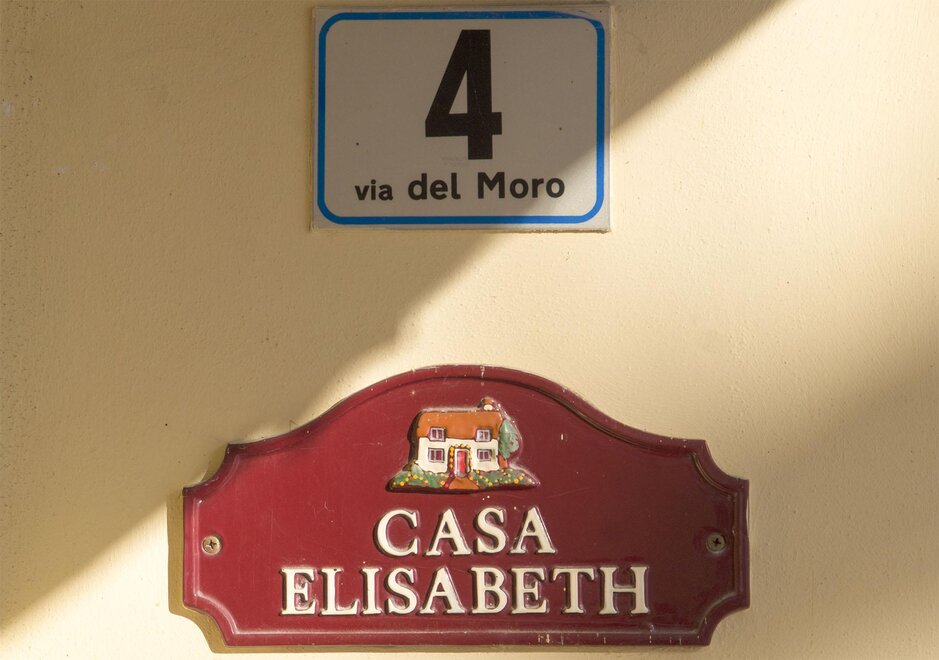 4
via del Moro
CASA
ELISABETH